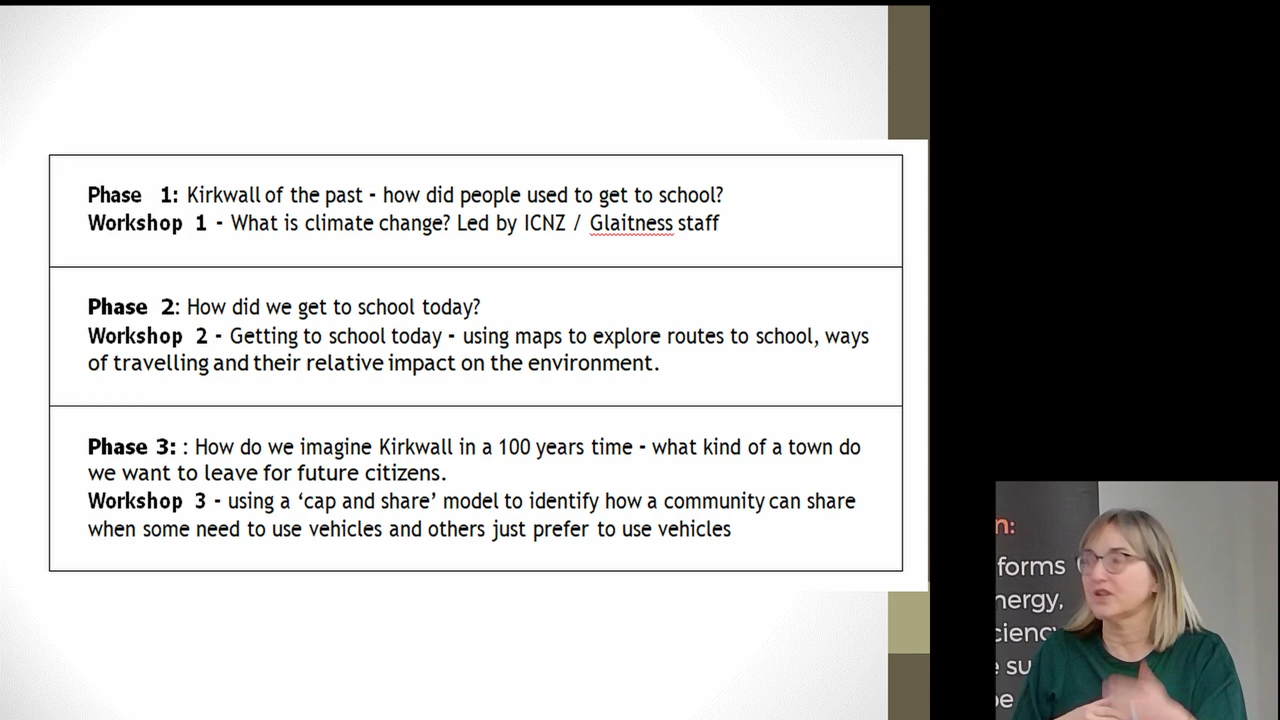 Phase 1: Kirkwall of the past - how did people used to get to school?
Workshop 1 - What is climate change? Led by ICNZ / Glaitness staff
Phase 2: How did we get to school today?
Workshop 2 - Getting to school today - using maps to explore routes to school, ways
of travelling and their relative impact on the environment.
Phase 3: : How do we imagine Kirkwall in a 100 years time - what kind of a town do
we want to leave for future citizens.
Workshop 3 - using a ‘cap and share’ model to identify how a community can share
when some need to use vehicles and others just prefer to use vehicles
n:
forms
nergy,
ciency
su
be